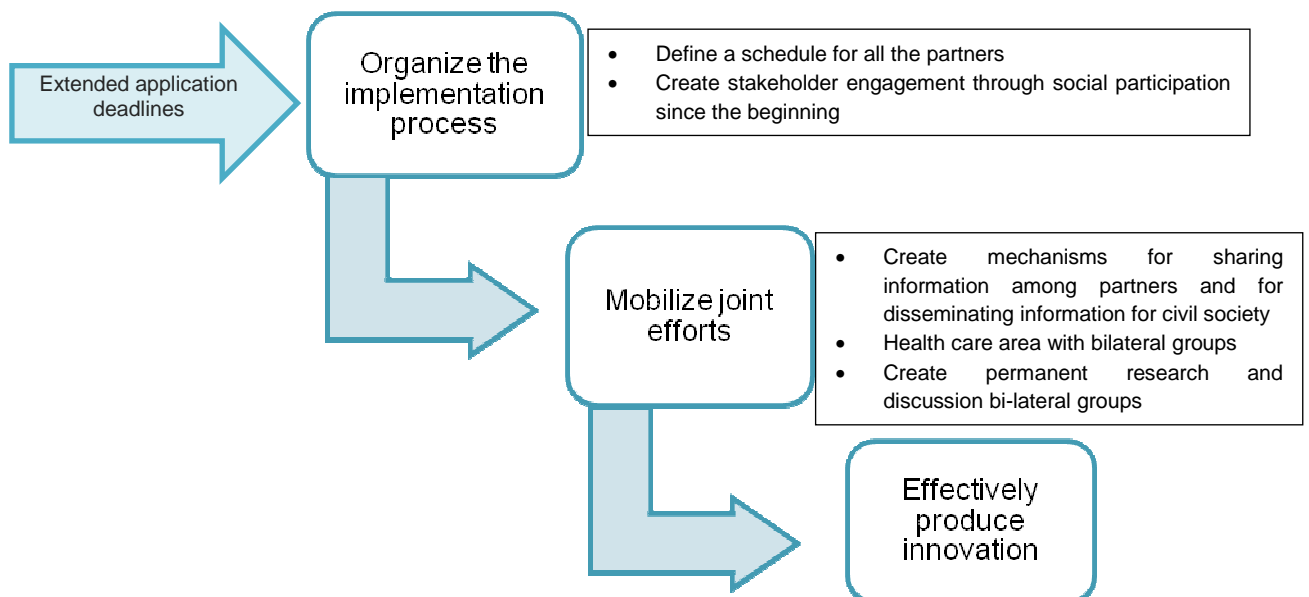 Extended application
deadlines
Organize the
implementation
process
• Define a schedule for all the partners
• Create stakeholder engagement through social participation
since the beginning
Mobilize joint
efforts
• Create mechanisms for sharing
information among partners and for
disseminating information for civil society
• Health care area with bilateral groups
• Create permanent research and
discussion bi-lateral groups
Effectively
produce
innovation